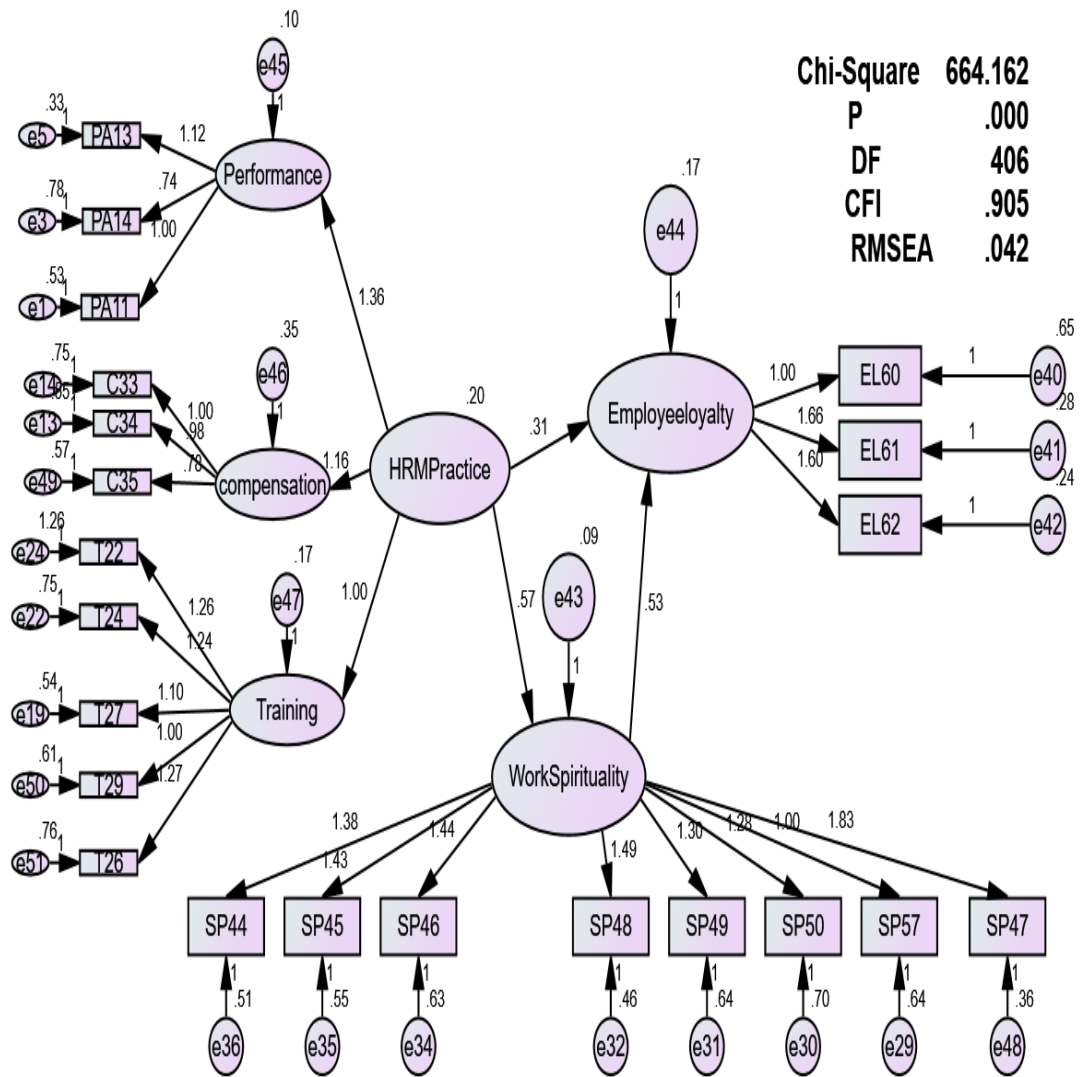 Chi-Square 664.162
P .000
DF 406
CFI .905
RMSEA .042
.10
e45
1
.33
1
e5
PA13
1.12
Performance
.78
1
e3
PA14
.74
1.00
.53
1
e1
PA11
1.36
.17
e44
1
.75
1
e14
C33
1.00
.35
e46
1
1
e13
C34
.98
.57
1
e49
C35
.78
compensation
1.16
.20
HRMPractice
.31
Employeeloyalty
1.00
EL60
1
.65
e40
1.66
EL61
1
.28
e41
1.60
EL62
1
.24
e42
1.26
1
e24
T22
1.26
.75
1
e22
T24
1.24
.17
e47
1
1.00
.54
1
e19
T27
1.10
Training
.61
1
e50
T29
1.00
.76
1
e51
T26
1.27
.57
.09
e43
1
.53
WorkSpirituality
1.38
1.43
1.44
1.49
1.30
1.28
1.00
1.83
SP44
SP45
SP46
SP48
SP49
SP50
SP57
SP47
1
1
1
1
1
1
1
1
.51
.55
.63
.46
.64
.70
.64
.36
e36
e35
e34
e32
e31
e30
e29
e48